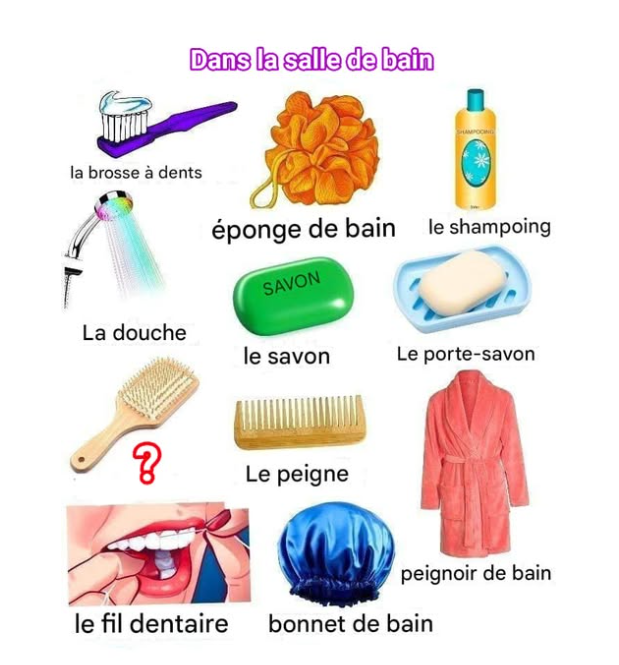 Dans la salle de bain
la brosse à dents
éponge de bain
SHAMPOOING
le shampoing
La douche
SAVON
le savon
Le porte-savon
?
Le peigne
peignoir de bain
le fil dentaire
bonnet de bain